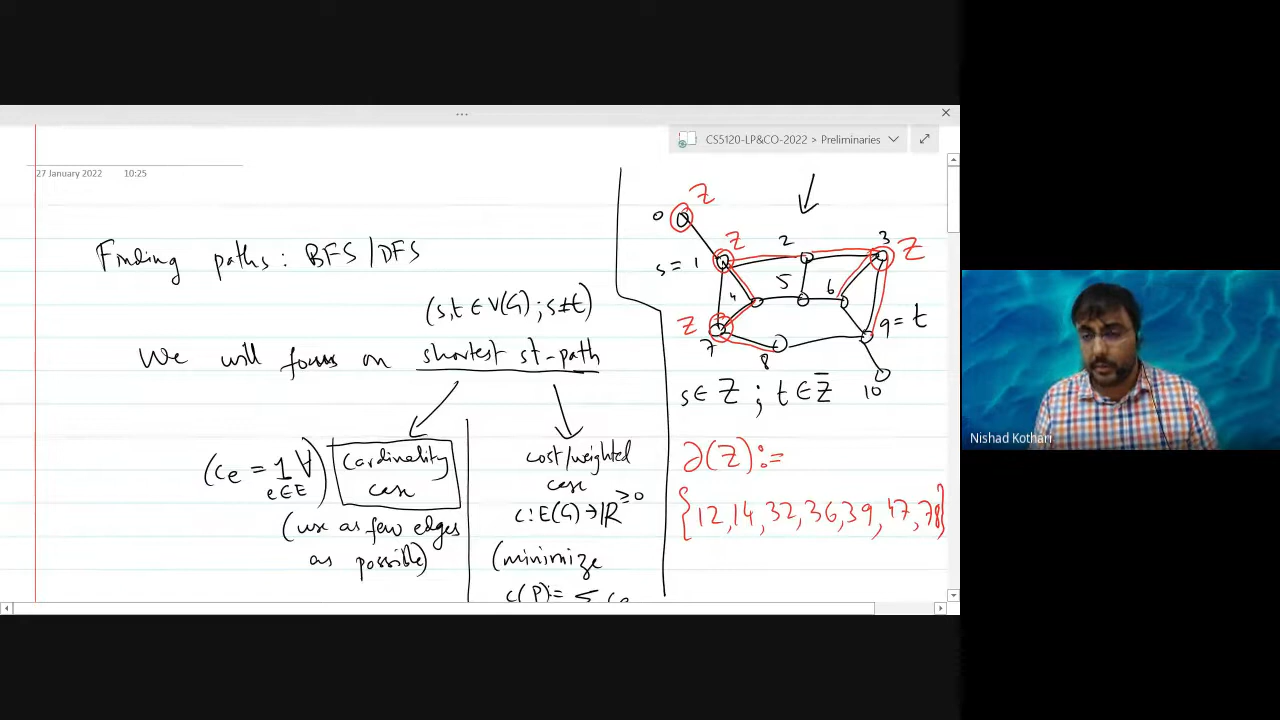 CS5120-LP&CO-2022 > Preliminaries
27 January 2022 10:25
Finding paths: BFS/DFS
(s,t ∈ V(G); s≠t)
We will focus on shortest st-path
(c_e = 1 ∀ e∈E)
Cardinality case
(use as few edges as possible)
cost/weighted case
c: E(G)→ℝ≥0
(minimize
c(P):= Σ c_e
Z
0
Z
2
3
Z
s = 1
4
5
6
Z
7
8
9 = t
10
s ∈ Z ; t ∈ Z̄
∂(Z) :=
{12,14,32,36,39,47,78}
Nishad Kothari